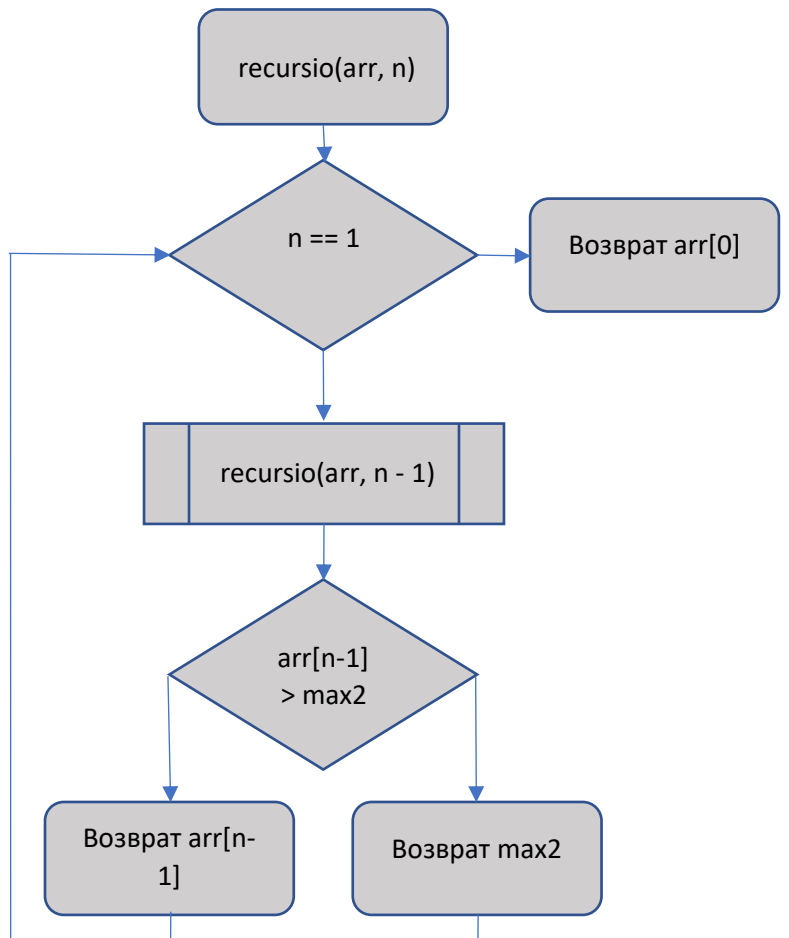 recursio(arr, n)
n == 1
Возврат arr[0]
recursio(arr, n - 1)
arr[n-1]
> max2
Возврат arr[n-
1]
Возврат max2